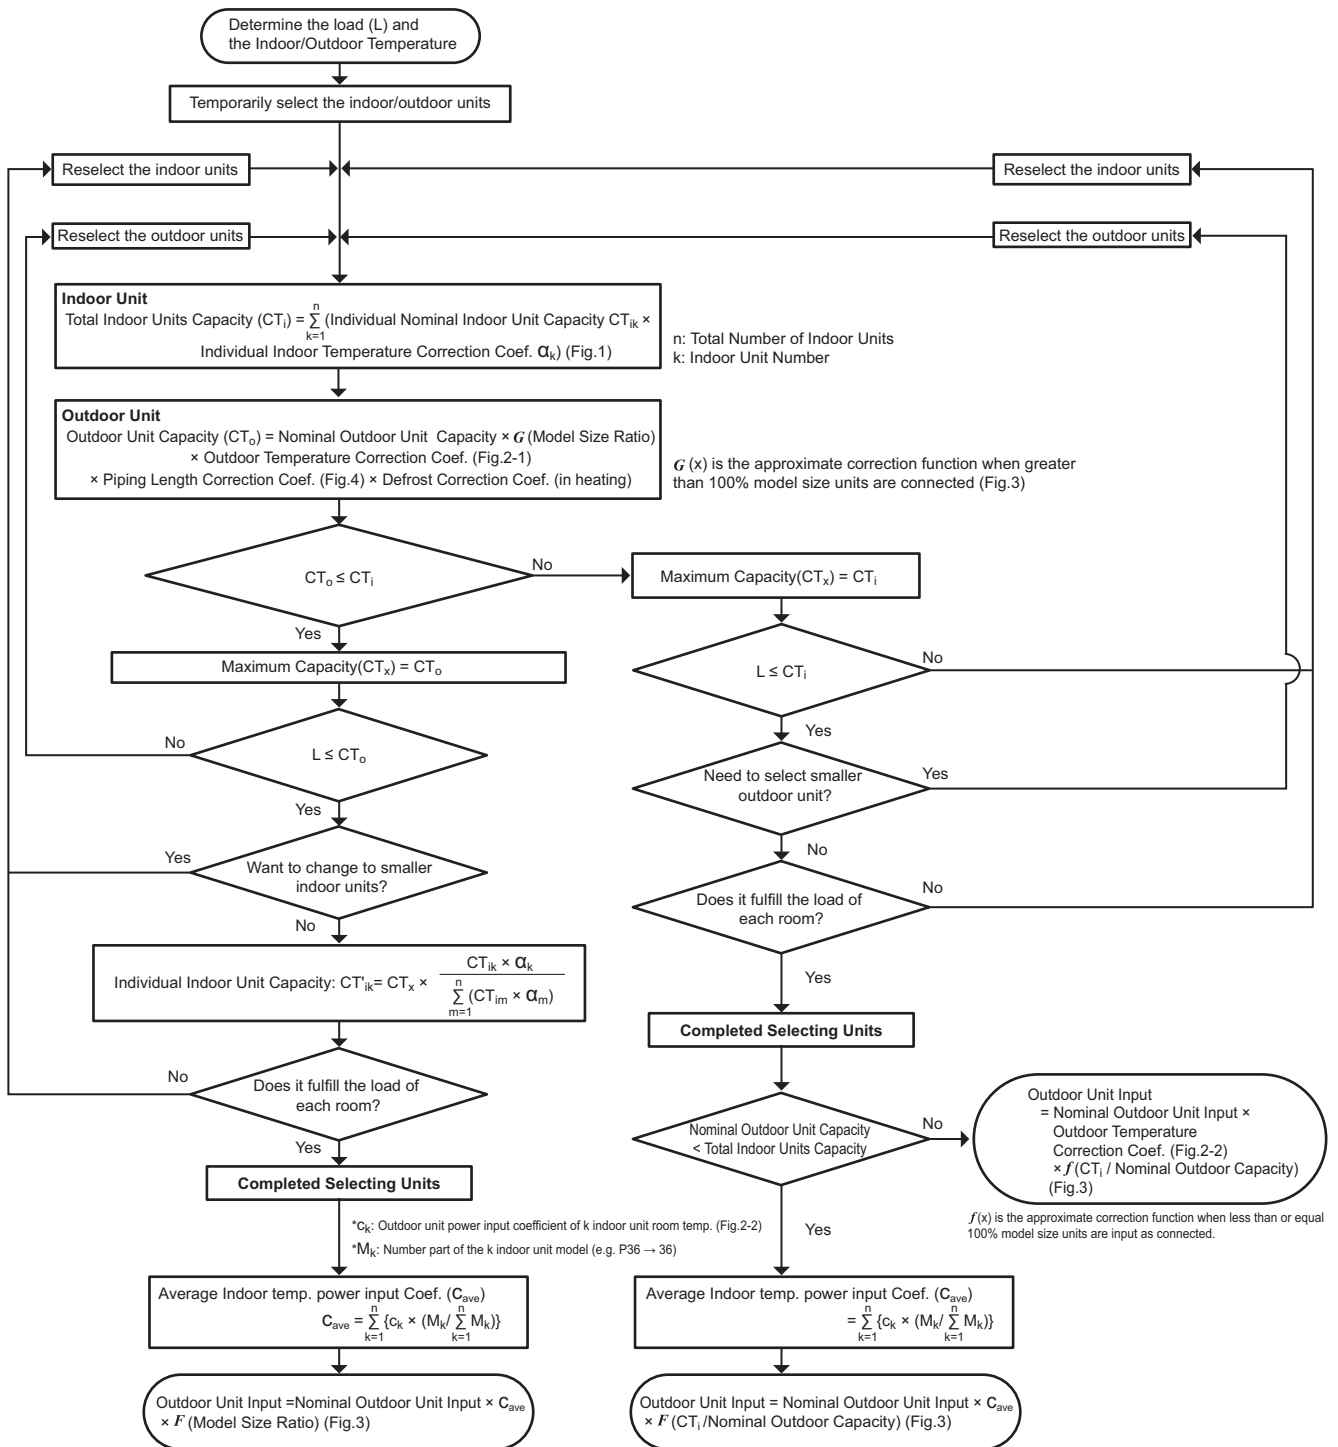 Determine the load (L) and
the Indoor/Outdoor Temperature
Temporarily select the indoor/outdoor units
Reselect the indoor units
Reselect the indoor units
Reselect the outdoor units
Reselect the outdoor units
Indoor Unit
Total Indoor Units Capacity (CTi) = n∑k=1 (Individual Nominal Indoor Unit Capacity CTik ×
Individual Indoor Temperature Correction Coef. αk) (Fig.1)
n: Total Number of Indoor Units
k: Indoor Unit Number
Outdoor Unit
Outdoor Unit Capacity (CTo) = Nominal Outdoor Unit Capacity × G (Model Size Ratio)
× Outdoor Temperature Correction Coef. (Fig.2-1)
× Piping Length Correction Coef. (Fig.4) × Defrost Correction Coef. (in heating)
G (x) is the approximate correction function when greater
than 100% model size units are connected (Fig.3)
CTo ≤ CTi
No
Yes
Maximum Capacity(CTx) = CTi
Maximum Capacity(CTx) = CTo
L ≤ CTi
No
Yes
L ≤ CTo
No
Yes
Need to select smaller
outdoor unit?
Yes
No
Want to change to smaller
indoor units?
Yes
No
Does it fulfill the load of
each room?
No
Yes
Individual Indoor Unit Capacity: CT'ik= CTx × CTik × αk / n∑m=1 (CTim × αm)
Completed Selecting Units
Does it fulfill the load of
each room?
No
Yes
Nominal Outdoor Unit Capacity
< Total Indoor Units Capacity
No
Yes
Outdoor Unit Input
= Nominal Outdoor Unit Input ×
Outdoor Temperature
Correction Coef. (Fig.2-2)
× f (CTi / Nominal Outdoor Capacity)
(Fig.3)
f (x) is the approximate correction function when less than or equal
100% model size units are input as connected.
Completed Selecting Units
*ck: Outdoor unit power input coefficient of k indoor unit room temp. (Fig.2-2)
*Mk: Number part of the k indoor unit model (e.g. P36 → 36)
Average Indoor temp. power input Coef. (Cave)
Cave = n∑k=1 {ck × (Mk/ n∑k=1 Mk)}
Average Indoor temp. power input Coef. (Cave)
= n∑k=1 {ck × (Mk/ n∑k=1 Mk)}
Outdoor Unit Input =Nominal Outdoor Unit Input × Cave
× F (Model Size Ratio) (Fig.3)
Outdoor Unit Input = Nominal Outdoor Unit Input × Cave
× F (CTi /Nominal Outdoor Capacity) (Fig.3)